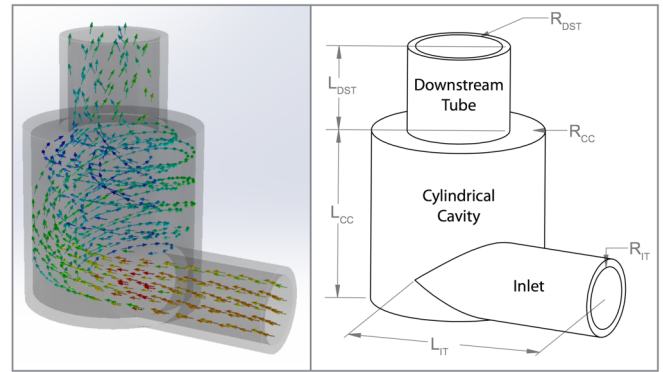 R_DST
L_DST
Downstream
Tube
R_CC
L_CC
Cylindrical
Cavity
R_IT
Inlet
L_IT